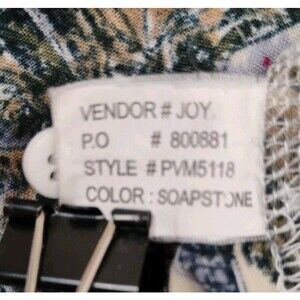 VENDOR # JOY
P.O # 800881
STYLE # PVM5118
COLOR : SOAPSTONE